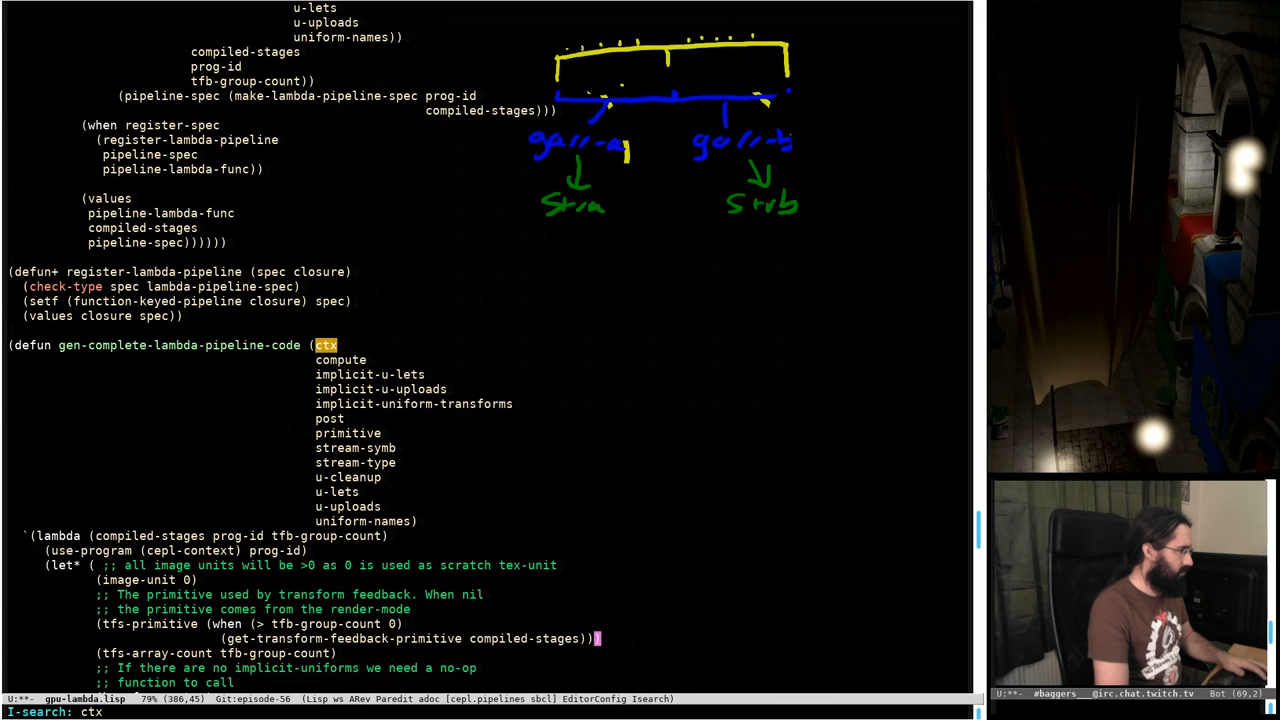 u-lets
u-uploads
uniform-names))
compiled-stages
prog-id
tfb-group-count))
(pipeline-spec (make-lambda-pipeline-spec prog-id
compiled-stages)))
(when register-spec
(register-lambda-pipeline
pipeline-spec
pipeline-lambda-func))
(values
pipeline-lambda-func
compiled-stages
pipeline-spec))))))
garr-a garr-b
Stra Strb
(defun+ register-lambda-pipeline (spec closure)
(check-type spec lambda-pipeline-spec)
(setf (function-keyed-pipeline closure) spec)
(values closure spec))
(defun gen-complete-lambda-pipeline-code (ctx
compute
implicit-u-lets
implicit-u-uploads
implicit-uniform-transforms
post
primitive
stream-symb
stream-type
u-cleanup
u-lets
u-uploads
uniform-names)
`(lambda (compiled-stages prog-id tfb-group-count)
(use-program (cepl-context) prog-id)
(let* ( ;; all image units will be >0 as 0 is used as scratch tex-unit
(image-unit 0)
;; The primitive used by transform feedback. When nil
;; the primitive comes from the render-mode
(tfs-primitive (when (> tfb-group-count 0)
(get-transform-feedback-primitive compiled-stages)))
(tfs-array-count tfb-group-count)
;; If there are no implicit-uniforms we need a no-op
;; function to call
U:**- gpu-lambda.lisp 79% (386,45) Git:episode-56 (Lisp ws ARev Paredit adoc [cepl.pipelines sbcl] EditorConfig Isearch)
I-search: ctx
U:**- #baggers___@irc.chat.twitch.tv Bot (69,2)